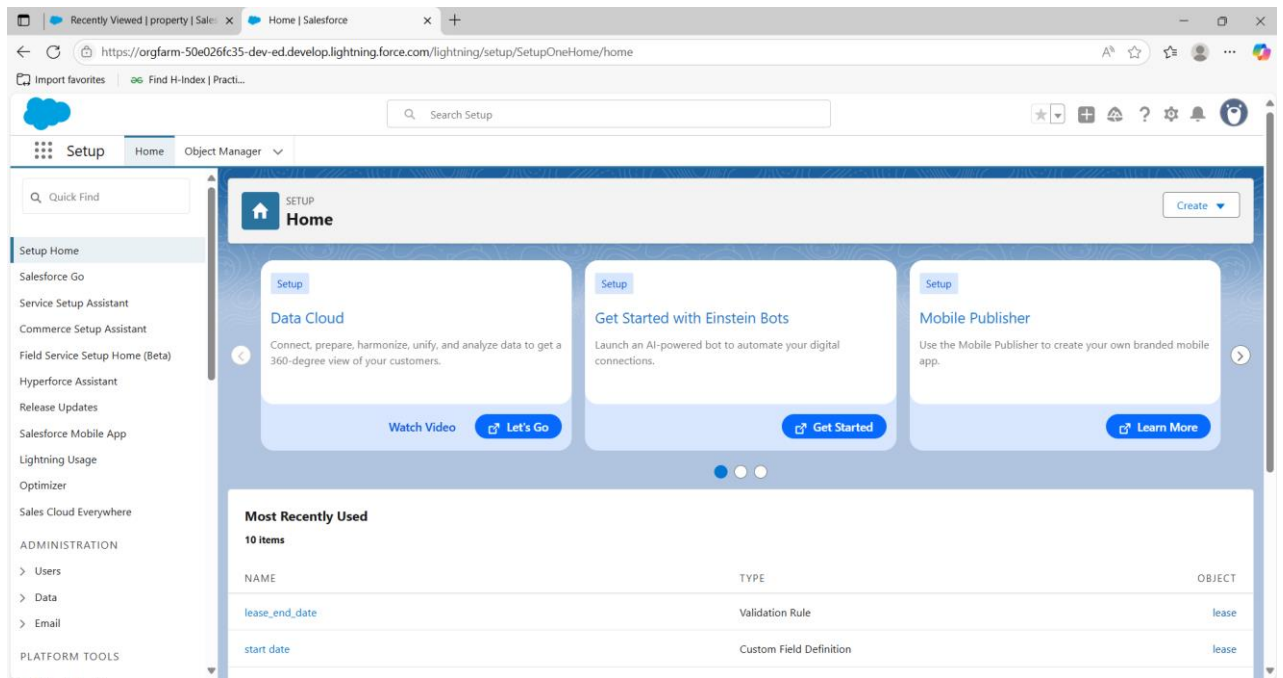 Recently Viewed | property | Sale
Home | Salesforce
https://orgfarm-50e026fc35-dev-ed.develop.lightning.force.com/lightning/setup/SetupOneHome/home
Import favorites
Find H-Index | Practi...
Search Setup
Setup
Home
Object Manager
Quick Find
Setup Home
Salesforce Go
Service Setup Assistant
Commerce Setup Assistant
Field Service Setup Home (Beta)
Hyperforce Assistant
Release Updates
Salesforce Mobile App
Lightning Usage
Optimizer
Sales Cloud Everywhere
ADMINISTRATION
Users
Data
Email
PLATFORM TOOLS
SETUP
Home
Create
Setup
Data Cloud
Connect, prepare, harmonize, unify, and analyze data to get a
360-degree view of your customers.
Watch Video
Let's Go
Setup
Get Started with Einstein Bots
Launch an AI-powered bot to automate your digital
connections.
Get Started
Setup
Mobile Publisher
Use the Mobile Publisher to create your own branded mobile
app.
Learn More
Most Recently Used
10 items
NAME TYPE OBJECT
lease_end_date Validation Rule lease
start date Custom Field Definition lease